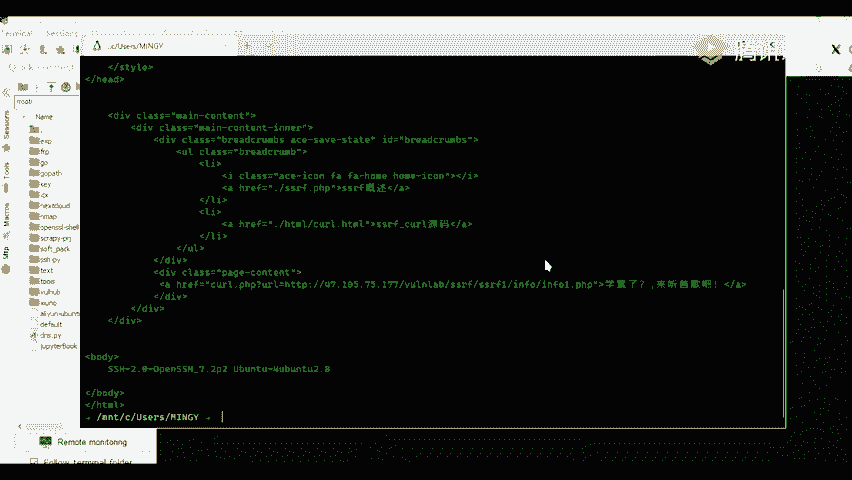 Terminal Sessions
../c/Users/MINGY
腾讯
root/
Sessions
Tools
Macros
Sftp
Name
..
exp
frp
go
gopath
key
nextcloud
nmap
openssl-shell
scrapy-prj
soft_pack
ssh-py
text
tools
vulhub
default
dns.py
jupyterBook
</style>
</head>
<div class="main-content">
<div class="main-content-inner">
<div class="breadcrumbs ace-save-state" id="breadcrumbs">
<ul class="breadcrumb">
<li>
<i class="ace-icon fa fa-home home-icon"></i>
<a href="./ssrf.php">ssrf概述</a>
</li>
<li>
<a href="./html/curl.html">ssrf_curl源码</a>
</li>
</ul>
</div>
<div class="page-content">
<a href="curl.php?url=http://47.105.75.177/vulnlab/ssrf/ssrf1/info/info1.php">学累了?,来听首歌吧!</a>
</div>
</div>
</div>
<body>
SSH-2.0-OpenSSH_7.2p2 Ubuntu-4ubuntu2.8
</body>
</html>
→ /mnt/c/Users/MINGY →
Remote monitoring
Follow terminal folder